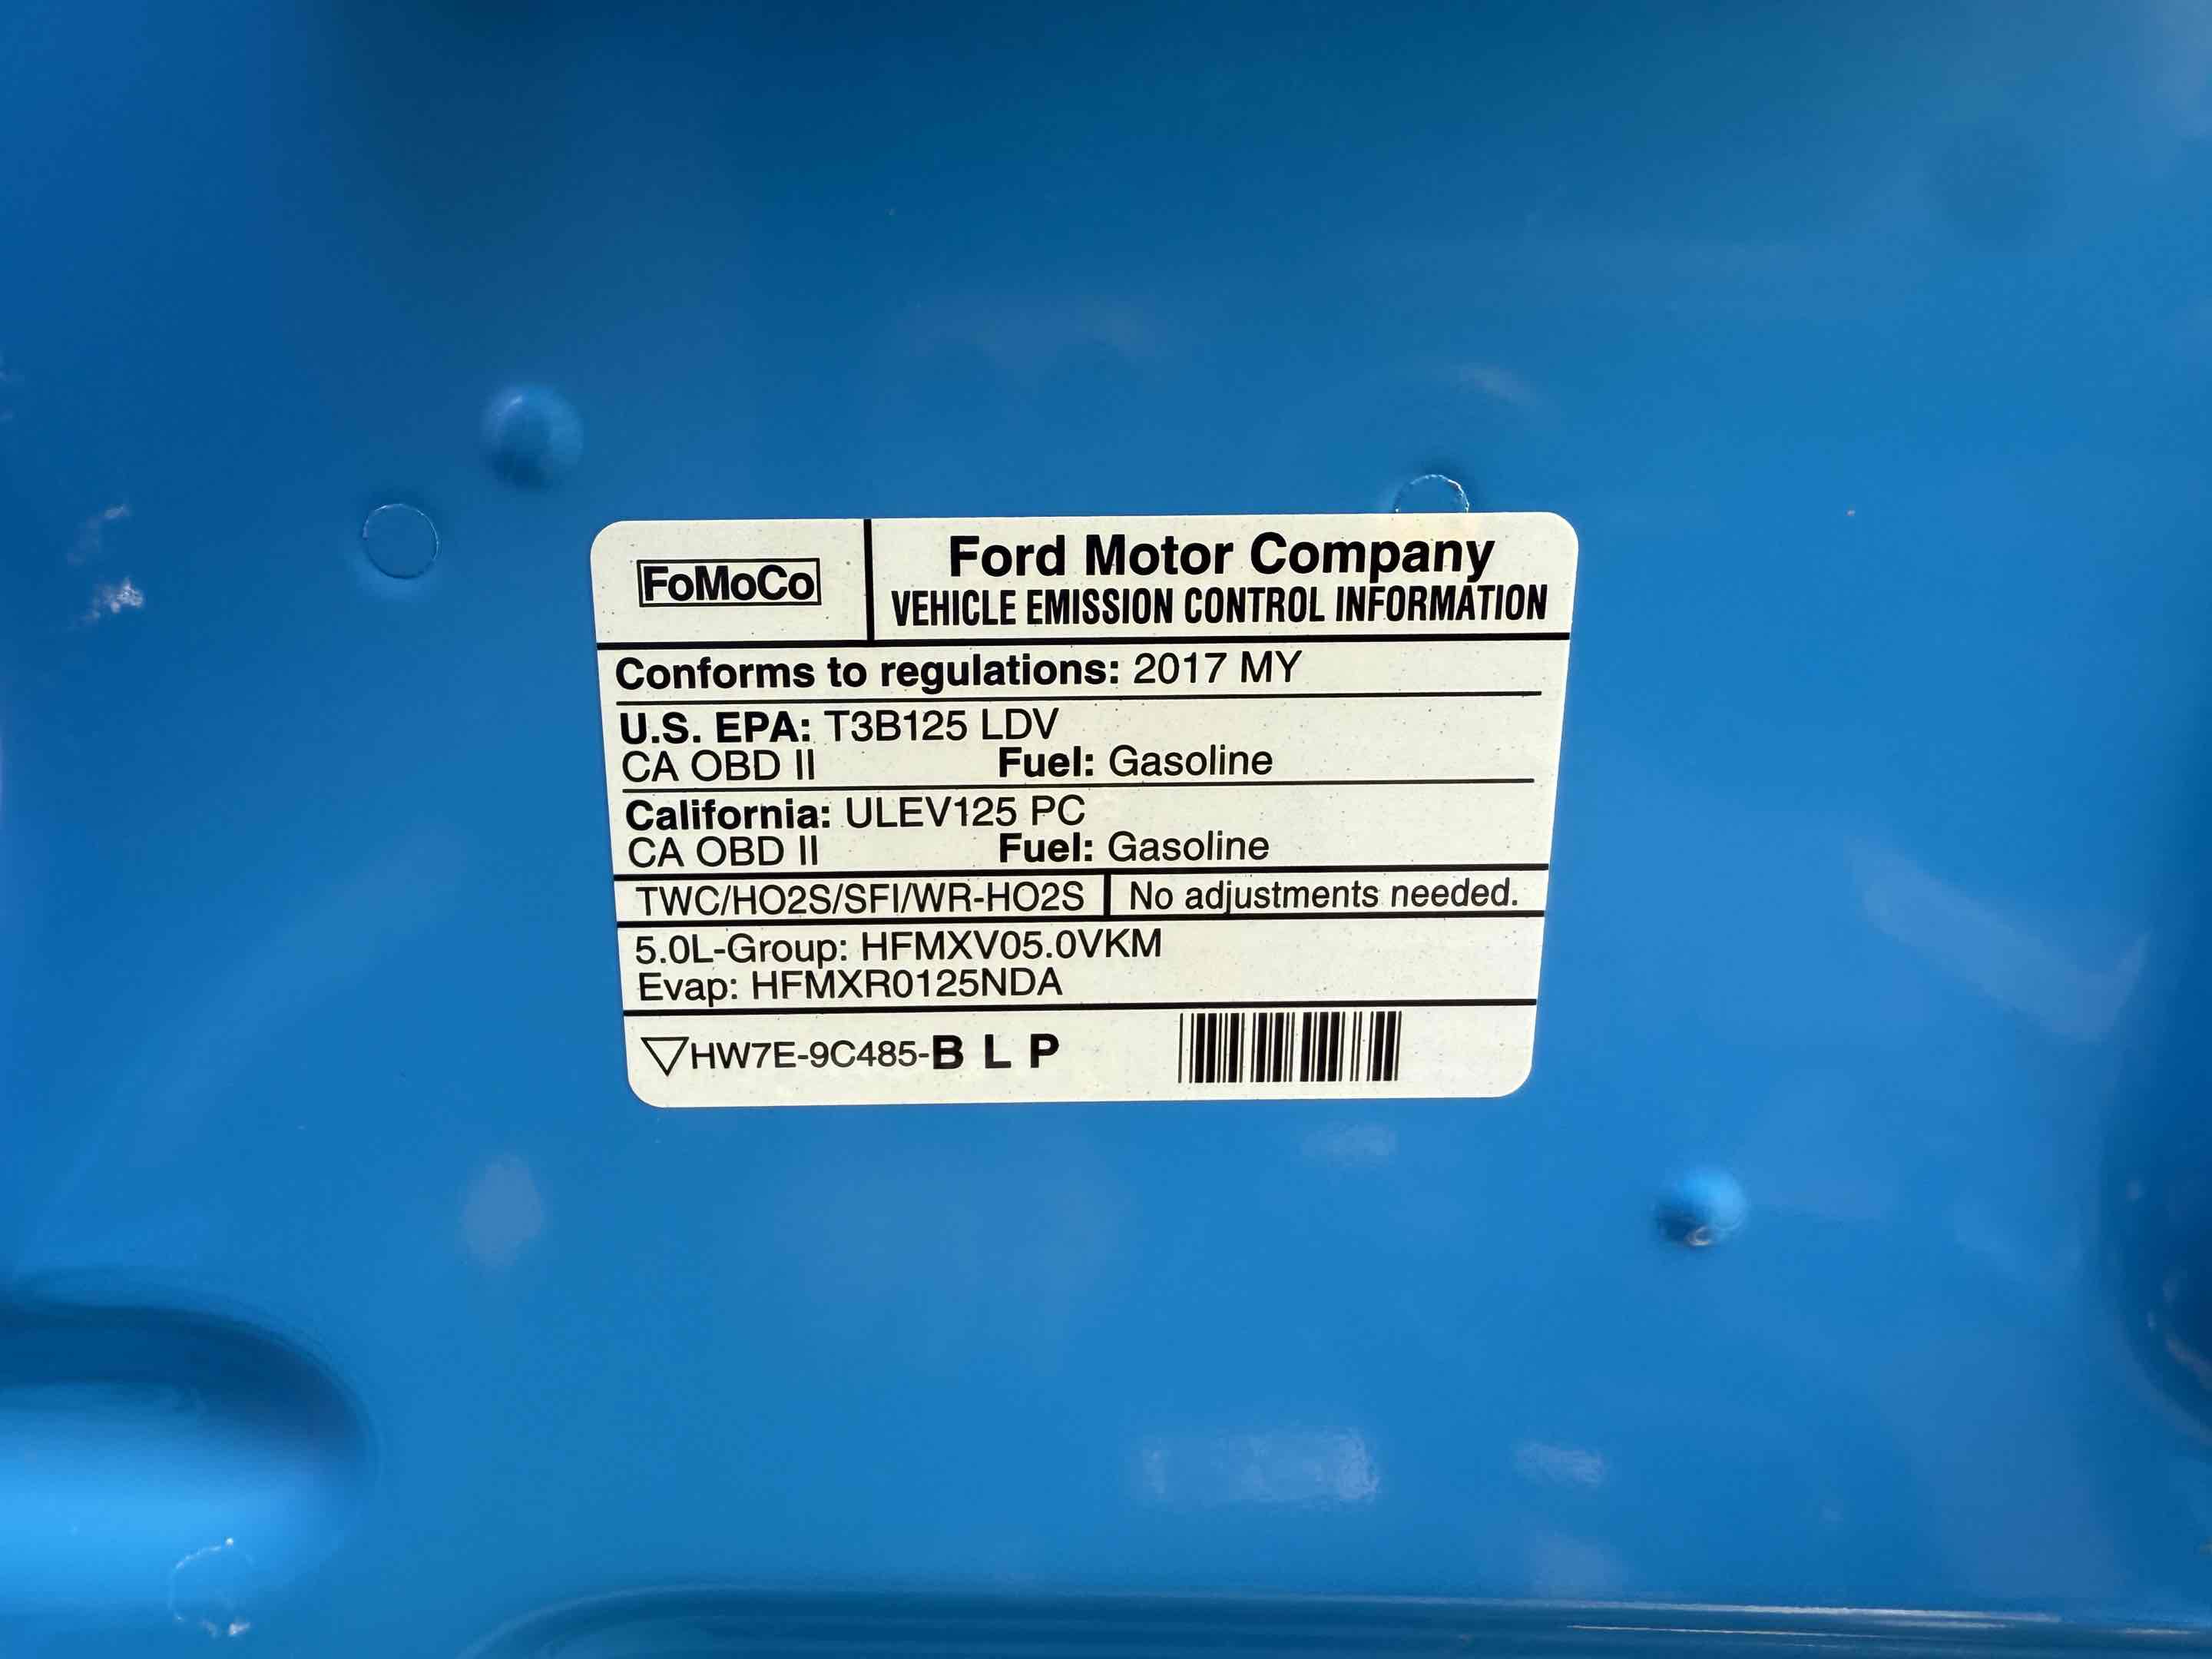 FoMoCo
Ford Motor Company
VEHICLE EMISSION CONTROL INFORMATION
Conforms to regulations: 2017 MY
U.S. EPA: T3B125 LDV
CA OBD II Fuel: Gasoline
California: ULEV125 PC
CA OBD II Fuel: Gasoline
TWC/HO2S/SFI/WR-HO2S No adjustments needed.
5.0L-Group: HFMXV05.0VKM
Evap: HFMXR0125NDA
HW7E-9C485-B L P